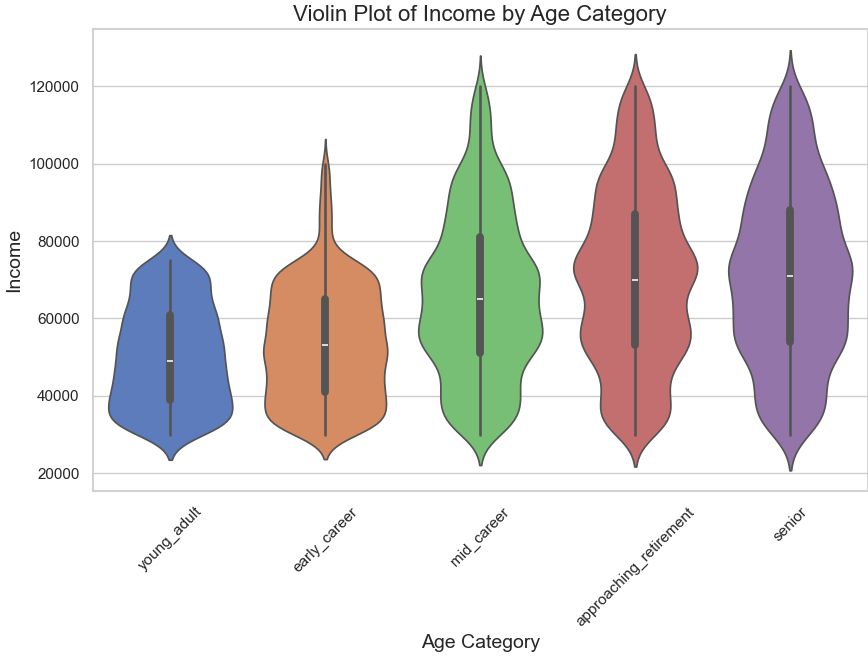 Violin Plot of Income by Age Category
Income
120000
100000
80000
60000
40000
20000
young_adult
early_career
mid_career
approaching_retirement
senior
Age Category